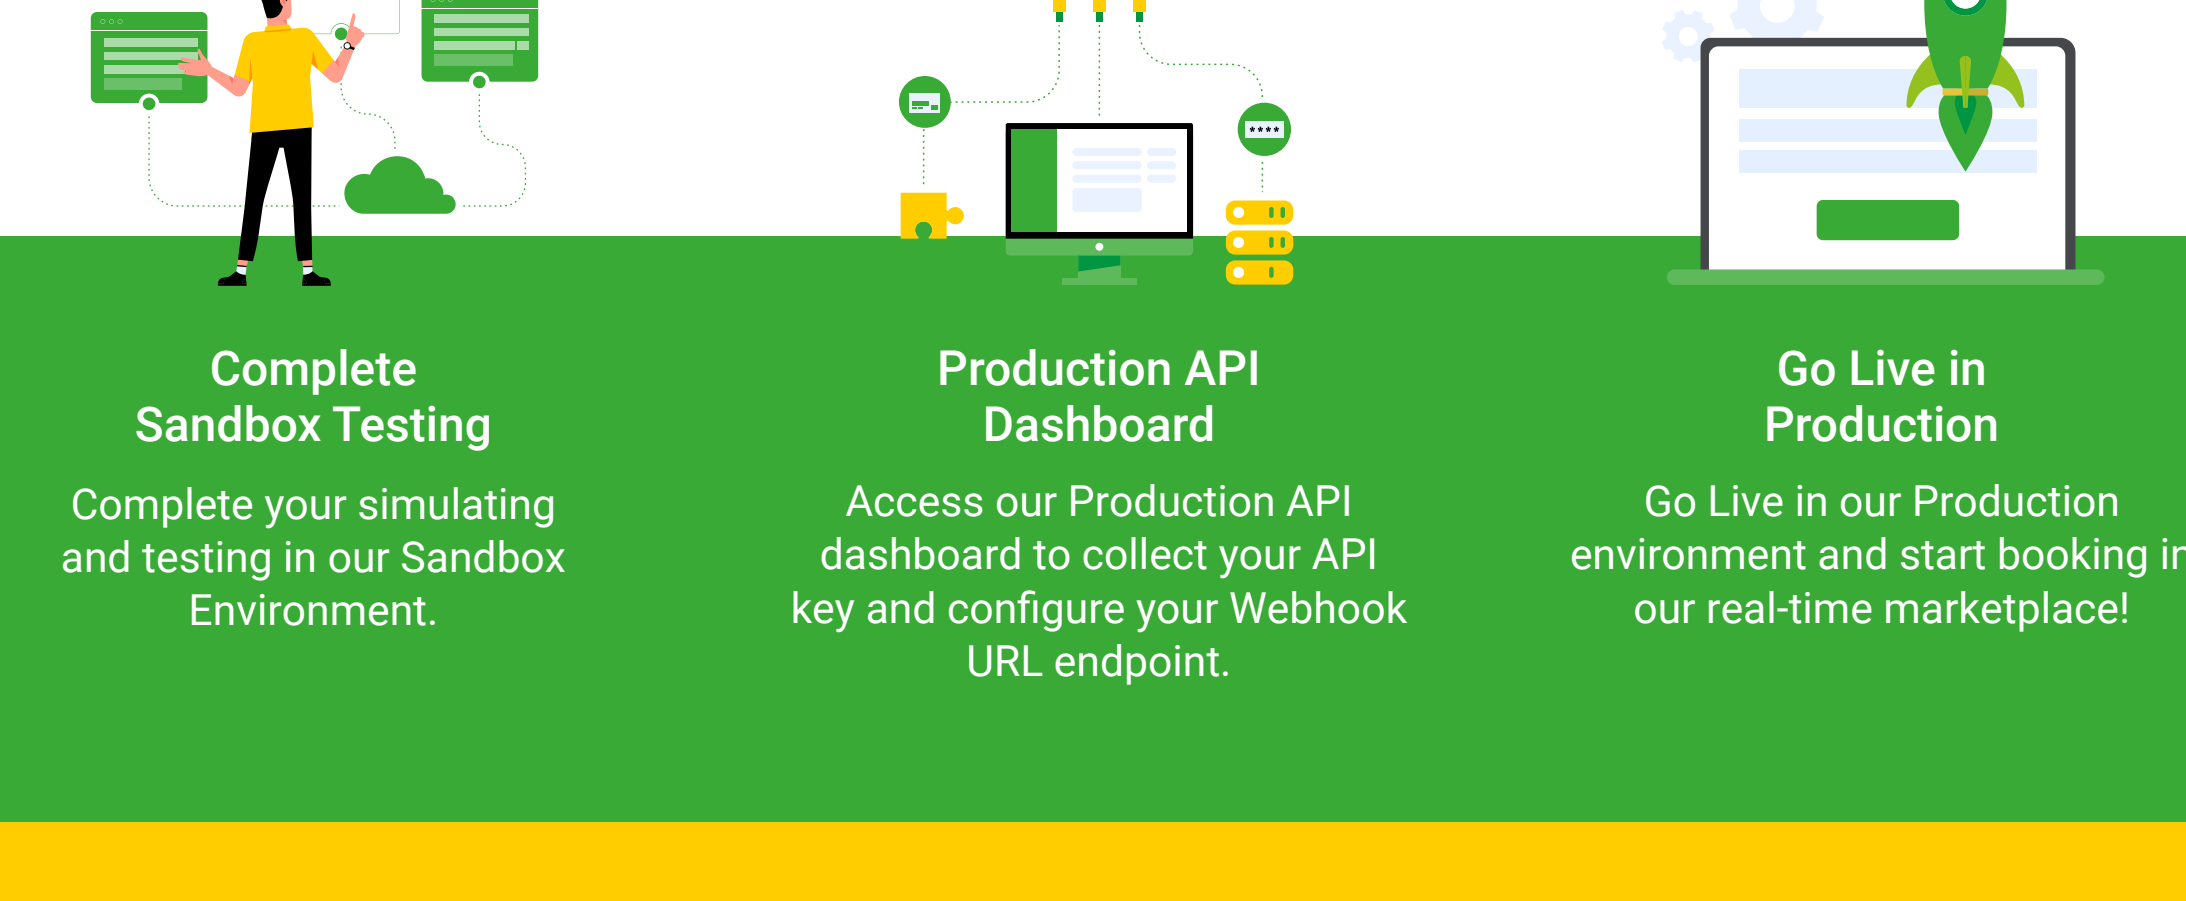 ****
Complete
Sandbox Testing
Complete your simulating
and testing in our Sandbox
Environment.
Production API
Dashboard
Access our Production API
dashboard to collect your API
key and configure your Webhook
URL endpoint.
Go Live in
Production
Go Live in our Production
environment and start booking in
our real-time marketplace!